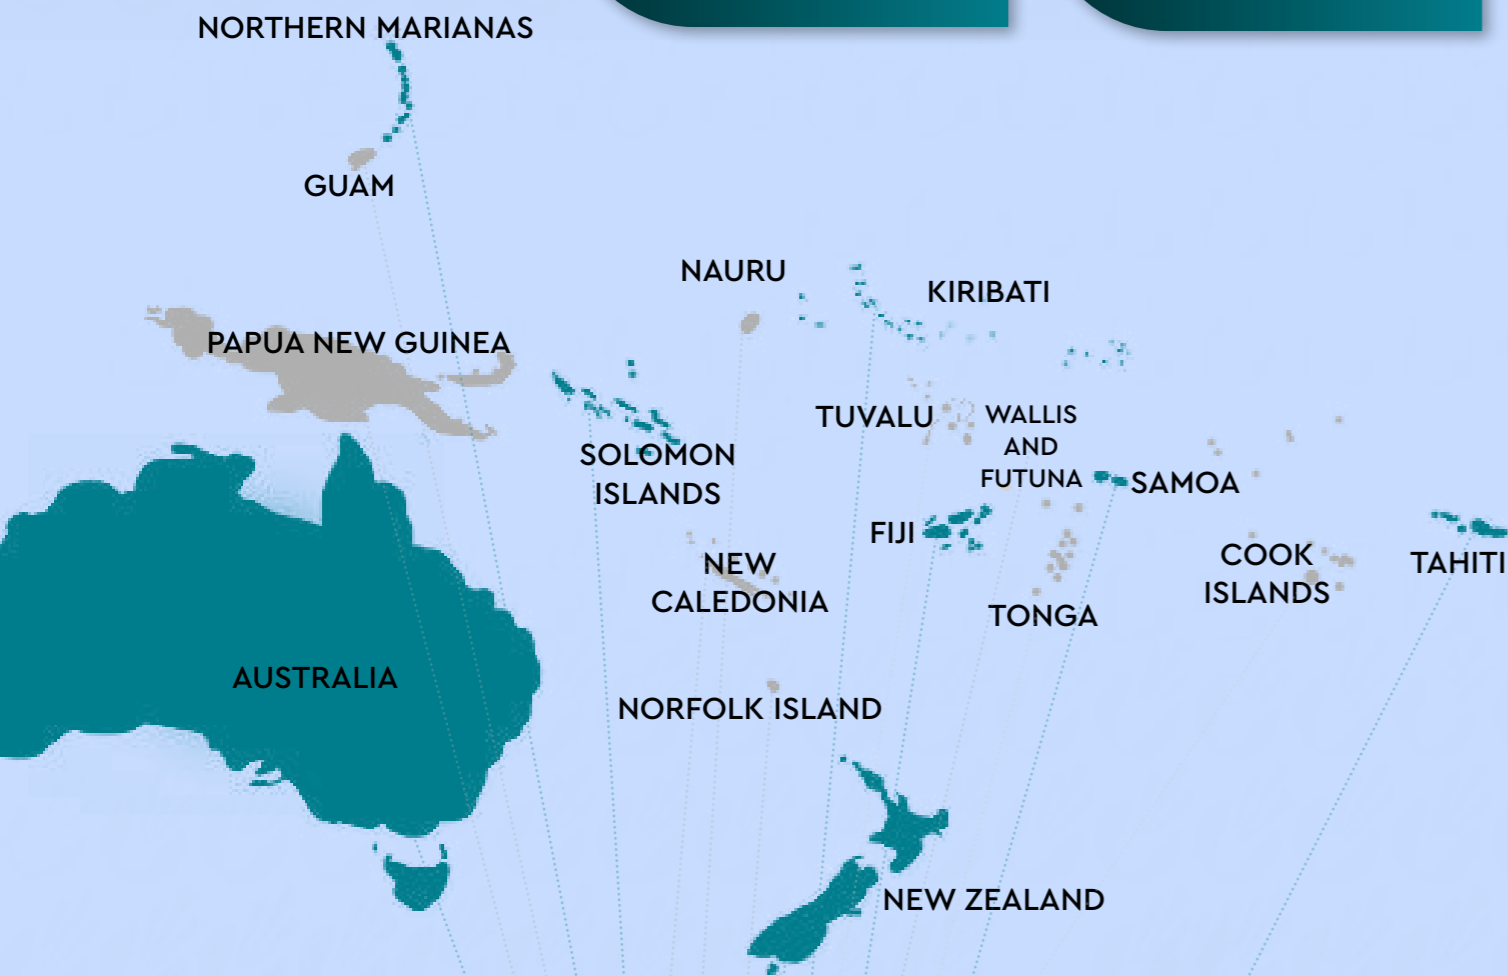 NORTHERN MARIANAS
GUAM
NAURU
KIRIBATI
PAPUA NEW GUINEA
TUVALU
WALLIS
AND
FUTUNA
SOLOMON
ISLANDS
SAMOA
FIJI
NEW
CALEDONIA
TONGA
COOK
ISLANDS
TAHITI
AUSTRALIA
NORFOLK ISLAND
NEW ZEALAND